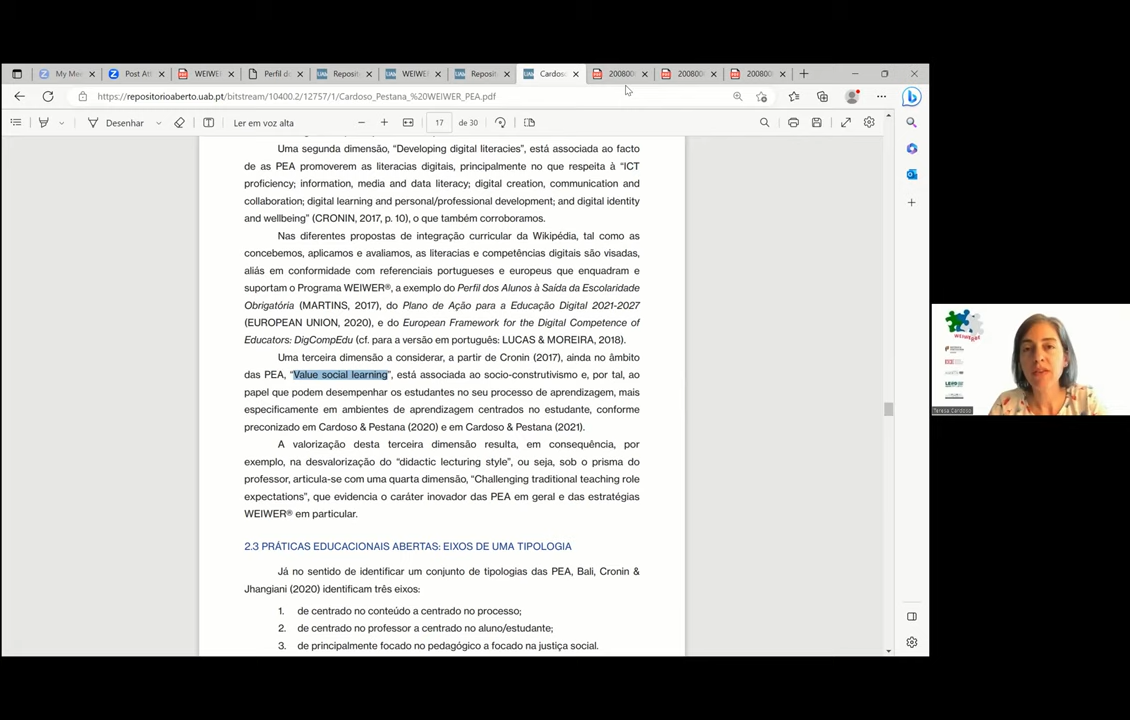 My Me
Post Att
WEIWE
Perfil d
Reposit
WEIWE
Reposit
Cardos
200800
200800
200800
https://repositorioaberto.uab.pt/bitstream/10400.2/12757/1/Cardoso_Pestana_%20WEIWER_PEA.pdf
Desenhar
Ler em voz alta
17
de 30
Uma segunda dimensão, “Developing digital literacies”, está associada ao facto
de as PEA promoverem as literacias digitais, principalmente no que respeita à “ICT
proficiency; information, media and data literacy; digital creation, communication and
collaboration; digital learning and personal/professional development; and digital identity
and wellbeing” (CRONIN, 2017, p. 10), o que também corroboramos.
Nas diferentes propostas de integração curricular da Wikipédia, tal como as
concebemos, aplicamos e avaliamos, as literacias e competências digitais são visadas,
aliás em conformidade com referenciais portugueses e europeus que enquadram e
suportam o Programa WEIWER®, a exemplo do Perfil dos Alunos à Saída da Escolaridade
Obrigatória (MARTINS, 2017), do Plano de Ação para a Educação Digital 2021-2027
(EUROPEAN UNION, 2020), e do European Framework for the Digital Competence of
Educators: DigCompEdu (cf. para a versão em português: LUCAS & MOREIRA, 2018).
Uma terceira dimensão a considerar, a partir de Cronin (2017), ainda no âmbito
das PEA, “Value social learning”, está associada ao socio-construtivismo e, por tal, ao
papel que podem desempenhar os estudantes no seu processo de aprendizagem, mais
especificamente em ambientes de aprendizagem centrados no estudante, conforme
preconizado em Cardoso & Pestana (2020) e em Cardoso & Pestana (2021).
A valorização desta terceira dimensão resulta, em consequência, por
exemplo, na desvalorização do “didactic lecturing style”, ou seja, sob o prisma do
professor, articula-se com uma quarta dimensão, “Challenging traditional teaching role
expectations”, que evidencia o caráter inovador das PEA em geral e das estratégias
WEIWER® em particular.
2.3 PRÁTICAS EDUCACIONAIS ABERTAS: EIXOS DE UMA TIPOLOGIA
Já no sentido de identificar um conjunto de tipologias das PEA, Bali, Cronin &
Jhangiani (2020) identificam três eixos:
1. de centrado no conteúdo a centrado no processo;
2. de centrado no professor a centrado no aluno/estudante;
3. de principalmente focado no pedagógico a focado na justiça social.
Teresa Cardoso